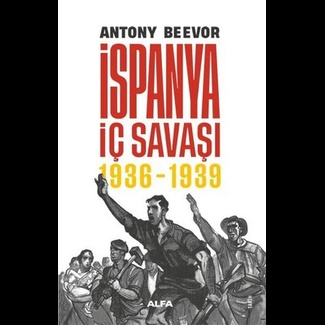 ANTONY BEEVOR
İSPANYA
İÇ SAVAŞI
1936-1939
ALFA